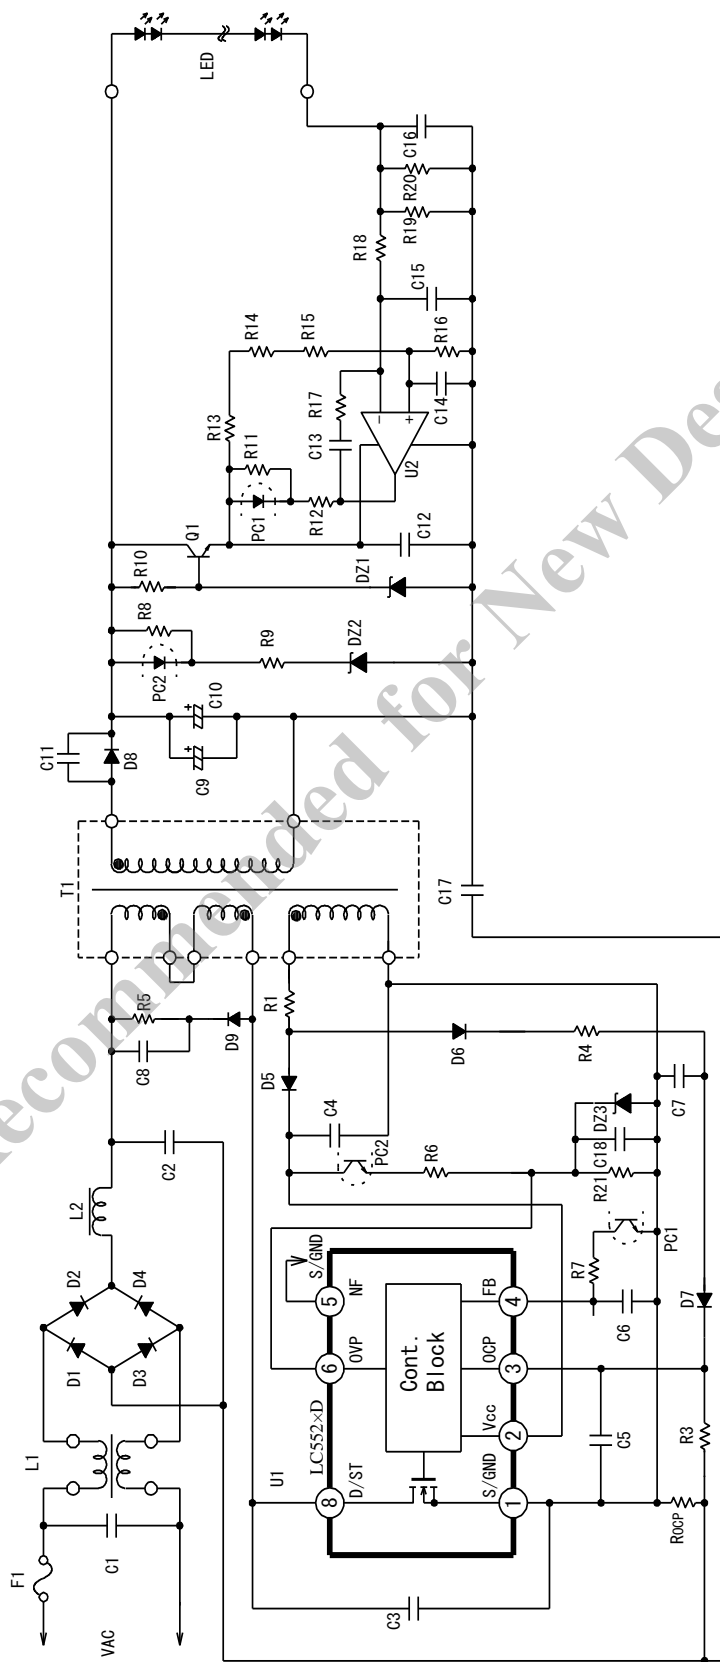 F1
VAC
C1
L1
D1
D2
D3
D4
L2
C2
C8
R5
D9
T1
C11
D8
C9
C10
PC2
R8
R9
DZ2
R10
Q1
DZ1
C12
PC1
R11
R12
R13
C13
R17
U2
R14
R15
C14
R16
C15
R18
R19
R20
C16
LED
C17
R1
D5
C4
PC2
R6
D6
R4
DZ3
C18
R21
C7
PC1
R7
C6
D7
C5
R3
ROCP
C3
U1
LC552×D
D/ST
8
OVP
6
NF
5
S/GND
Cont.
Block
S/GND
1
Vcc
2
OCP
3
FB
4
ecommended for New De